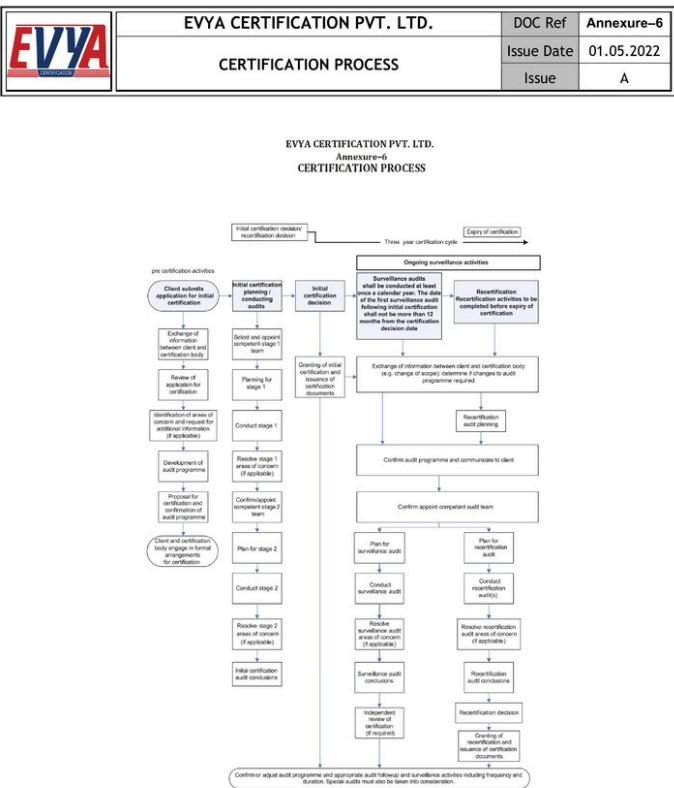 EVYA
CERTIFICATION
EVYA CERTIFICATION PVT. LTD.
CERTIFICATION PROCESS
DOC Ref
Annexure–6
Issue Date
01.05.2022
Issue
A
EVYA CERTIFICATION PVT. LTD.
Annexure–6
CERTIFICATION PROCESS
Initial certification decision/
recertification decision
Three year certification cycle
Expiry of certification
Ongoing surveillance activities
pre certification activities
Client submits
application for initial
certification
Exchange of
information
between client and
certification body
Review of
application for
certification
Identification of areas of
concern and request for
additional information
(if applicable)
Development of
audit programme
Proposal for
certification and
confirmation of
audit programme
Client and certification
body engage in formal
arrangements
for certification
Initial certification
planning /
conducting
audits
Select and appoint
competent stage 1
team
Planning for
stage 1
Conduct stage 1
Resolve stage 1
areas of concern
(if applicable)
Confirm/appoint
competent stage 2
team
Plan for stage 2
Conduct stage 2
Resolve stage 2
areas of concern
(if applicable)
Initial certification
audit conclusions
Initial
certification
decision
Granting of initial
certification and
issuance of
certification
documents
Surveillance audits
shall be conducted at least
once a calendar year. The date
of the first surveillance audit
following initial certification
shall not be more than 12
months from the certification
decision date
Recertification
Recertification activities to be
completed before expiry of
certification
Exchange of information between client and certification body
(e.g. change of scope); determine if changes to audit
programme required
Recertification
audit planning
Confirm audit programme and communicate to client
Confirm appoint competent audit team
Plan for
surveillance audit
Conduct
surveillance audit
Resolve
surveillance audit
areas of concern
(if applicable)
Surveillance audit
conclusions
Independent
review of
certification
(if required)
Plan for
recertification
audit
Conduct
recertification
audit(s)
Resolve recertification
audit areas of concern
(if applicable)
Recertification
audit conclusions
Recertification decision
Granting of
recertification and
issuance of certification
documents
Confirm or adjust audit programme and appropriate audit followup and surveillance activities including frequency and
duration. Special audits must also be taken into consideration.